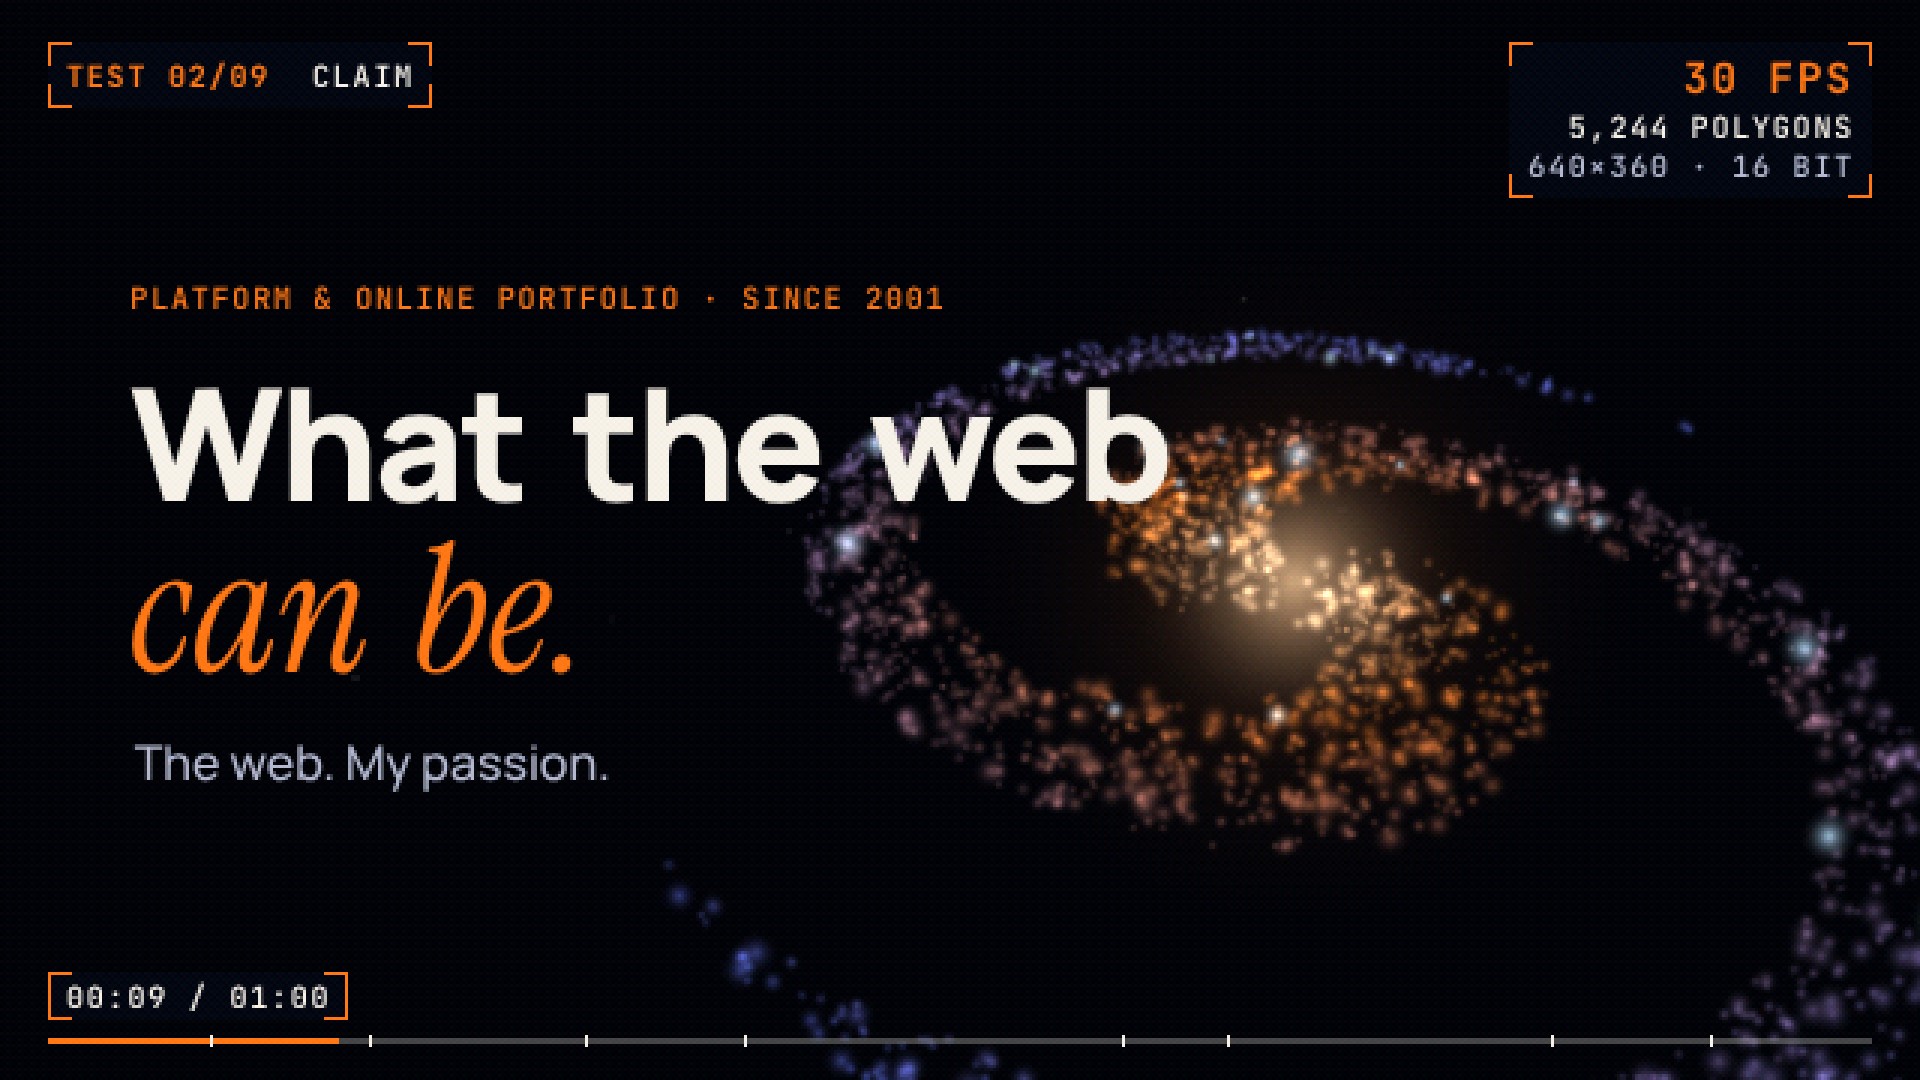 TEST 02/09 CLAIM
30 FPS
5,244 POLYGONS
640×360 · 16 BIT
PLATFORM & ONLINE PORTFOLIO · SINCE 2001
What the web
can be.
The web. My passion.
00:09 / 01:00